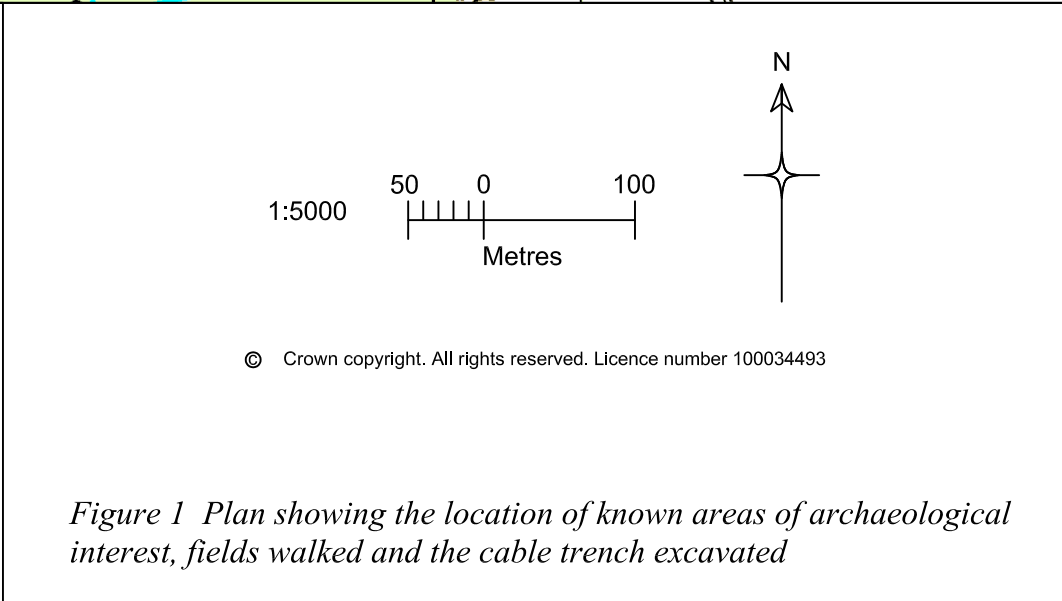 N
50 0 100
1:5000
Metres
© Crown copyright. All rights reserved. Licence number 100034493
Figure 1 Plan showing the location of known areas of archaeological
interest, fields walked and the cable trench excavated